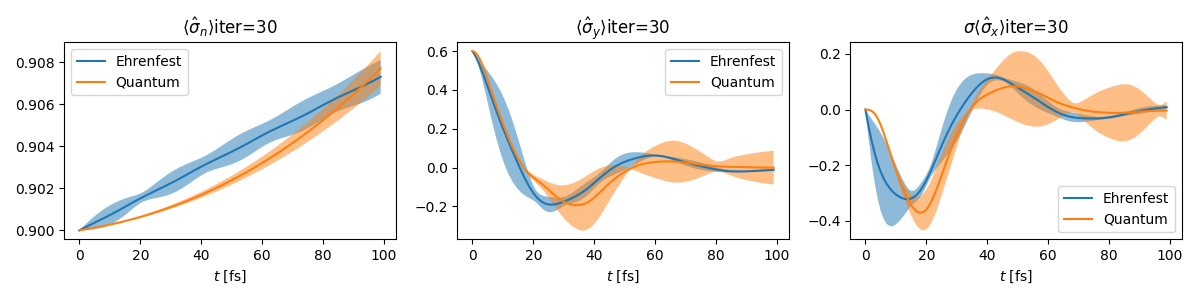 ⟨σ̂ₙ⟩iter=30
0.908
0.906
0.904
0.902
0.900
Ehrenfest
Quantum
0 20 40 60 80 100
t [fs]
⟨σ̂ᵧ⟩iter=30
0.6
0.4
0.2
0.0
−0.2
Ehrenfest
Quantum
0 20 40 60 80 100
t [fs]
σ⟨σ̂ₓ⟩iter=30
0.2
0.0
−0.2
−0.4
Ehrenfest
Quantum
0 20 40 60 80 100
t [fs]